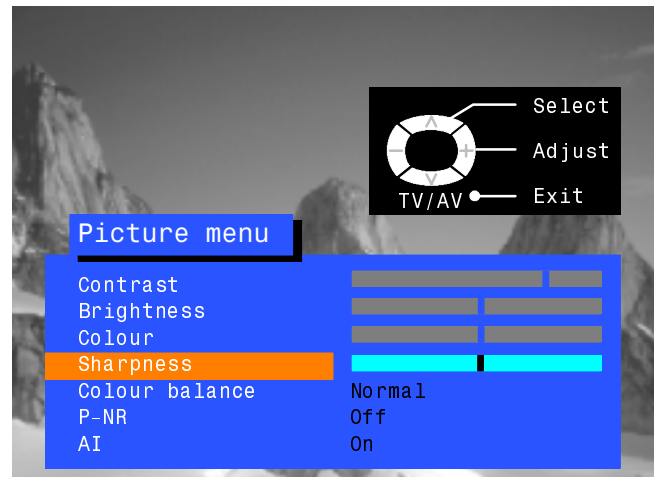 Select
Adjust
TV/AV Exit
Picture menu
Contrast
Brightness
Colour
Sharpness
Colour balance Normal
P-NR Off
AI On